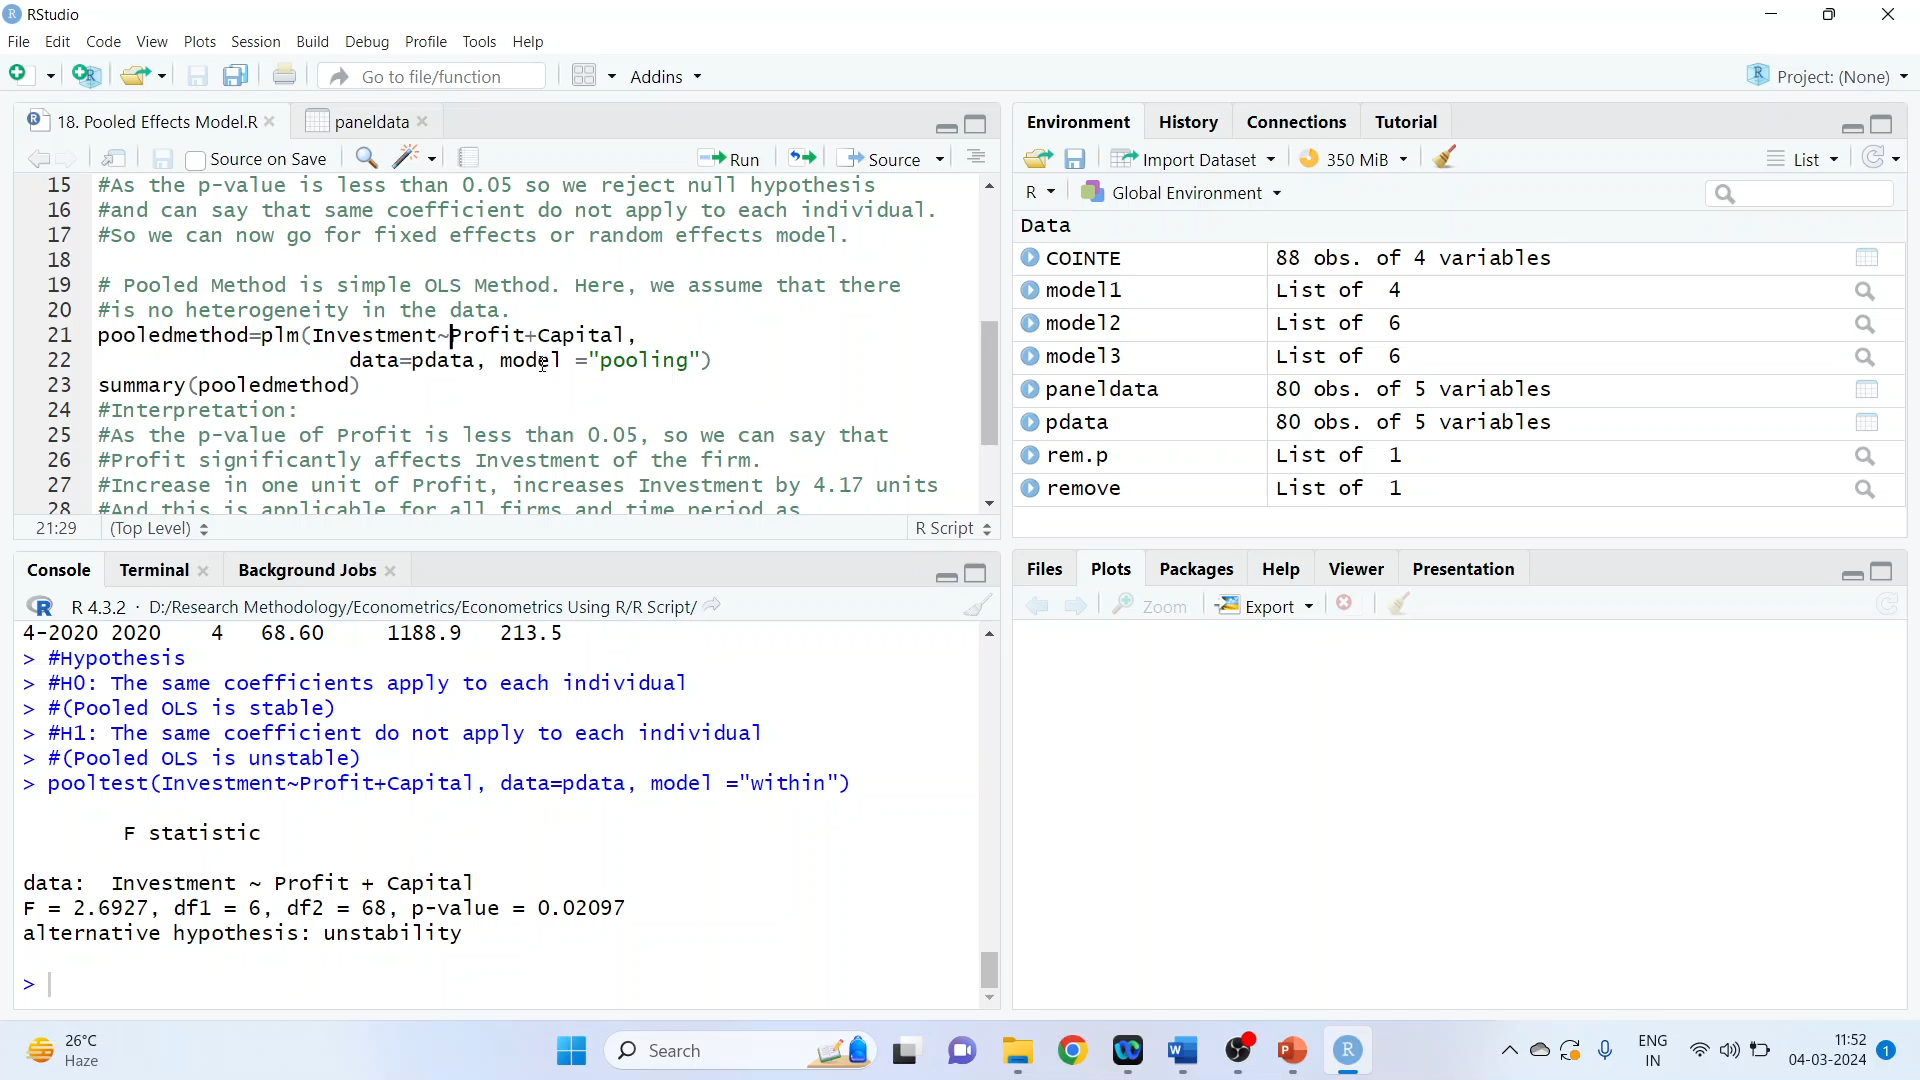 RStudio
File Edit Code View Plots Session Build Debug Profile Tools Help
Go to file/function Addins Project: (None)
18. Pooled Effects Model.R paneldata
Source on Save Run Source
15 #As the p-value is less than 0.05 so we reject null hypothesis
16 #and can say that same coefficient do not apply to each individual.
17 #So we can now go for fixed effects or random effects model.
18
19 # Pooled Method is simple OLS Method. Here, we assume that there
20 #is no heterogeneity in the data.
21 pooledmethod=plm(Investment~Profit+Capital,
22 data=pdata, model ="pooling")
23 summary(pooledmethod)
24 #Interpretation:
25 #As the p-value of Profit is less than 0.05, so we can say that
26 #Profit significantly affects Investment of the firm.
27 #Increase in one unit of Profit, increases Investment by 4.17 units
28 #And this is applicable for all firms and time period as
21:29 (Top Level) R Script
Console Terminal Background Jobs
R 4.3.2 · D:/Research Methodology/Econometrics/Econometrics Using R/R Script/
4-2020 2020 4 68.60 1188.9 213.5
> #Hypothesis
> #H0: The same coefficients apply to each individual
> #(Pooled OLS is stable)
> #H1: The same coefficient do not apply to each individual
> #(Pooled OLS is unstable)
> pooltest(Investment~Profit+Capital, data=pdata, model ="within")
F statistic
data: Investment ~ Profit + Capital
F = 2.6927, df1 = 6, df2 = 68, p-value = 0.02097
alternative hypothesis: unstability
>
Environment History Connections Tutorial
Import Dataset 350 MiB List
R Global Environment
Data
COINTE 88 obs. of 4 variables
model1 List of 4
model2 List of 6
model3 List of 6
paneldata 80 obs. of 5 variables
pdata 80 obs. of 5 variables
rem.p List of 1
remove List of 1
Files Plots Packages Help Viewer Presentation
Zoom Export
26°C
Haze
Search
ENG
IN
11:52
04-03-2024
1